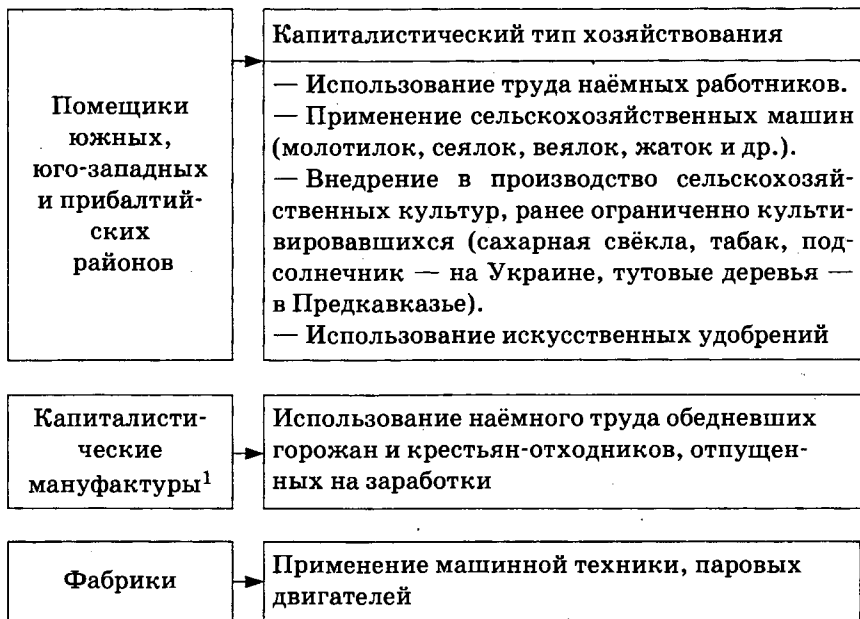 Помещики
южных,
юго-западных
и прибалтий-
ских
районов
Капиталистический тип хозяйствования
— Использование труда наёмных работников.
— Применение сельскохозяйственных машин
(молотилок, сеялок, веялок, жаток и др.).
— Внедрение в производство сельскохозяй-
ственных культур, ранее ограниченно культи-
вировавшихся (сахарная свёкла, табак, под-
солнечник — на Украине, тутовые деревья —
в Предкавказье).
— Использование искусственных удобрений
Капиталисти-
ческие
мануфактуры¹
Использование наёмного труда обедневших
горожан и крестьян-отходников, отпущен-
ных на заработки
Фабрики
Применение машинной техники, паровых
двигателей